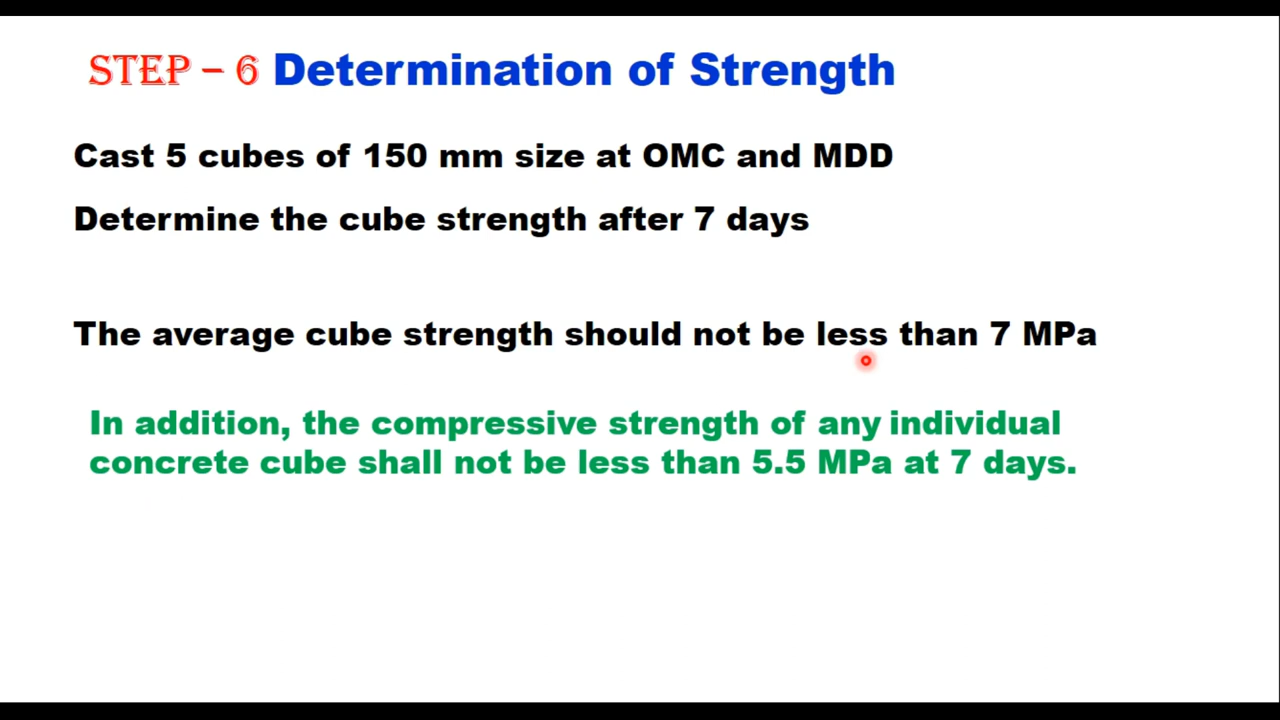 STEP – 6 Determination of Strength
Cast 5 cubes of 150 mm size at OMC and MDD
Determine the cube strength after 7 days
The average cube strength should not be less than 7 MPa
In addition, the compressive strength of any individual
concrete cube shall not be less than 5.5 MPa at 7 days.